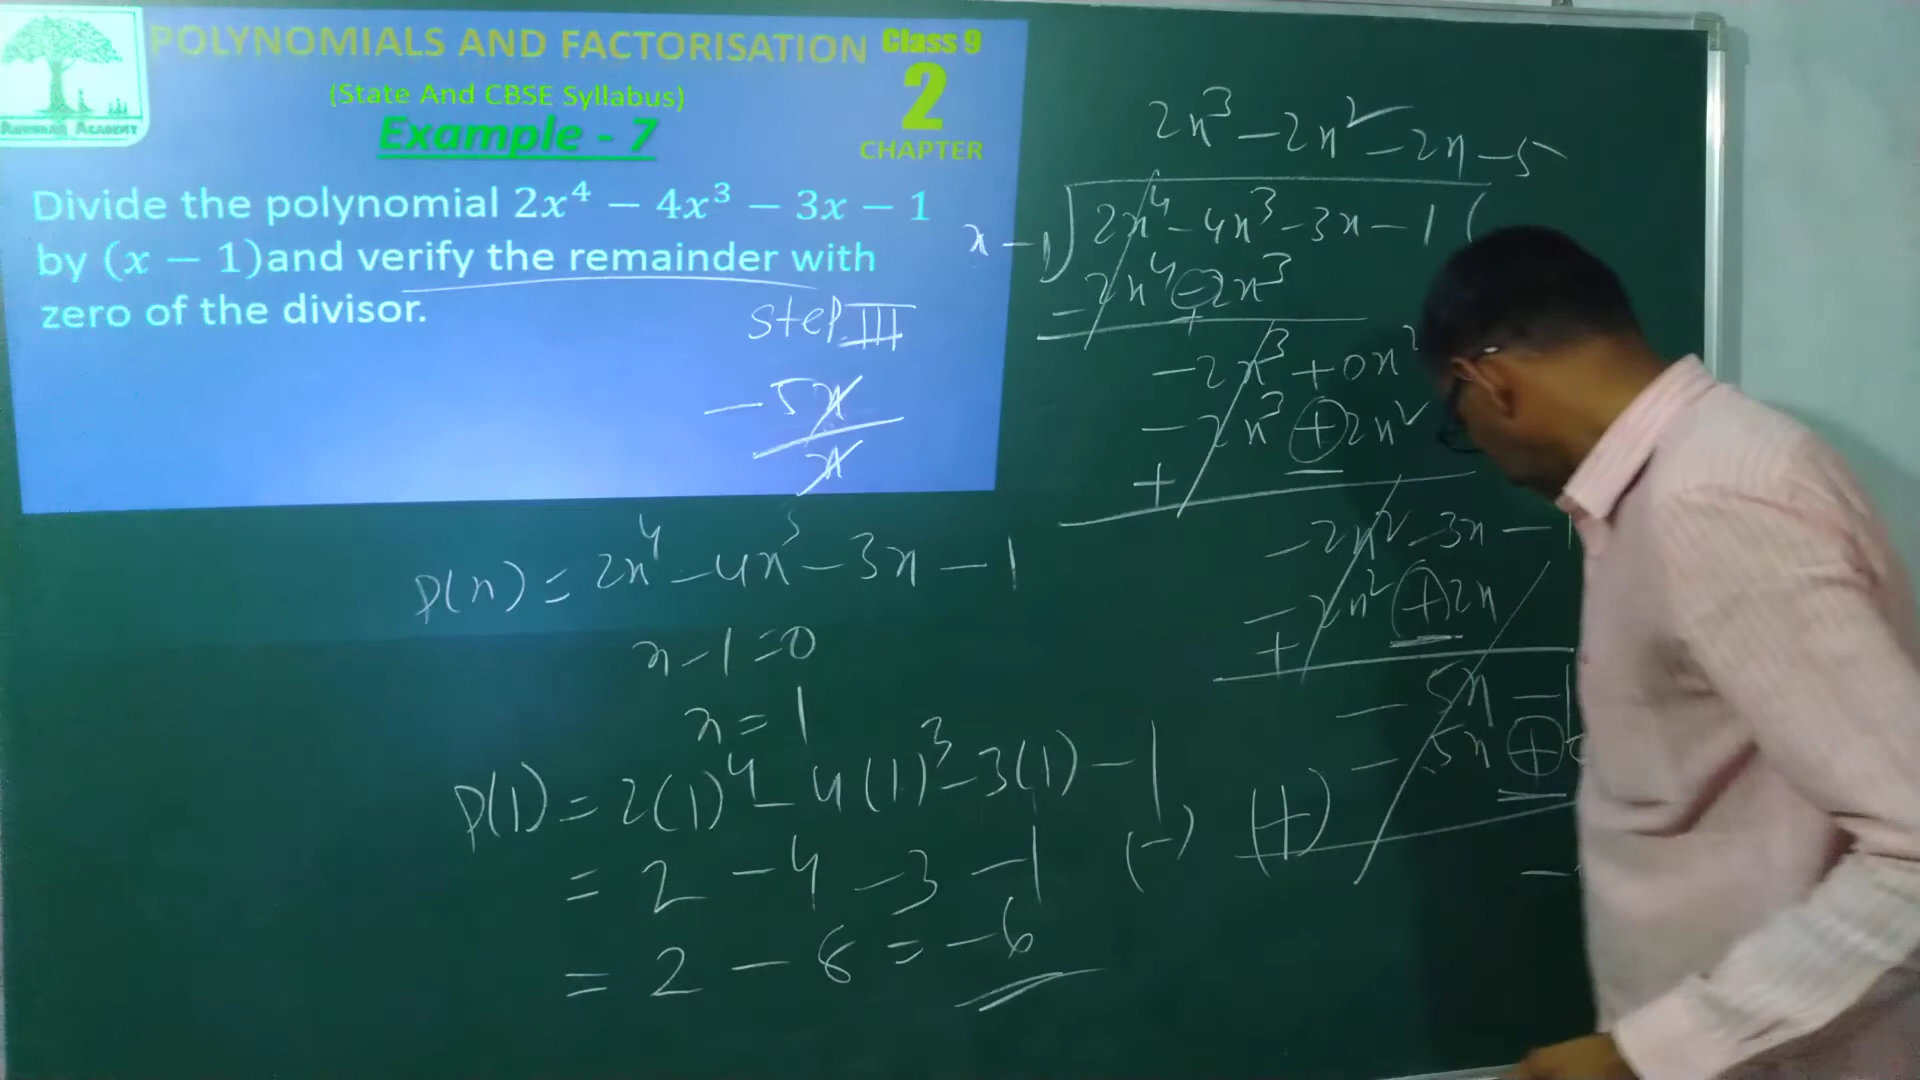 POLYNOMIALS AND FACTORISATION
Class 9
2
CHAPTER
(State And CBSE Syllabus)
Example - 7
Divide the polynomial 2x⁴ − 4x³ − 3x − 1
by (x − 1)and verify the remainder with
zero of the divisor.
Step III
− 5x
x
p(x) = 2x⁴ − 4x³ − 3x − 1
x − 1 = 0
x = 1
p(1) = 2(1)⁴ − 4(1)³ − 3(1) − 1
= 2 − 4 − 3 − 1
= 2 − 8 = −6
2x³ − 2x² − 2x − 5
x − 1) 2x⁴ − 4x³ − 3x − 1 (
2x⁴ − 2x³
− +
− 2x³ + 0x²
− 2x³ + 2x²
+
− 2x² − 3x − 1
− 2x² + 2x
+
− 5x − 1
− 5x +
(−) (+)
−